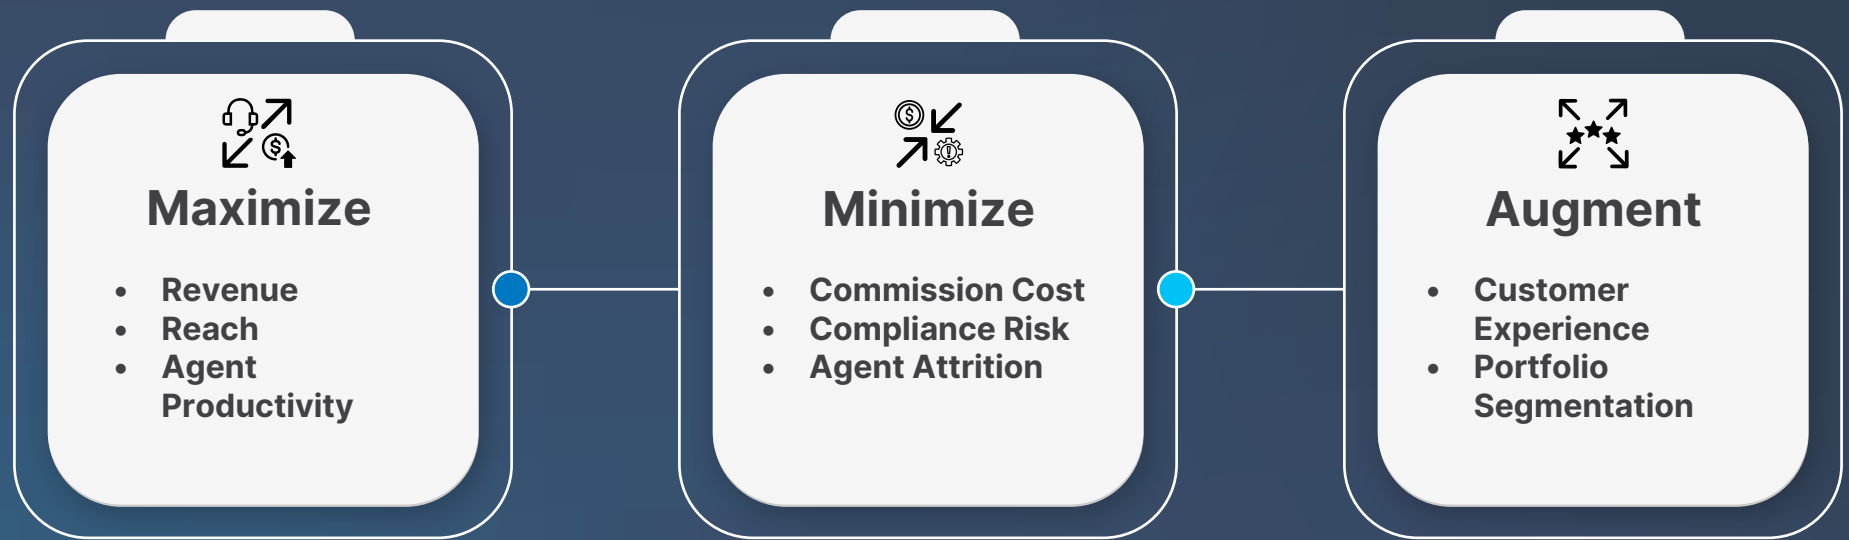 Maximize
• Revenue
• Reach
• Agent
Productivity
Minimize
• Commission Cost
• Compliance Risk
• Agent Attrition
Augment
• Customer
Experience
• Portfolio
Segmentation